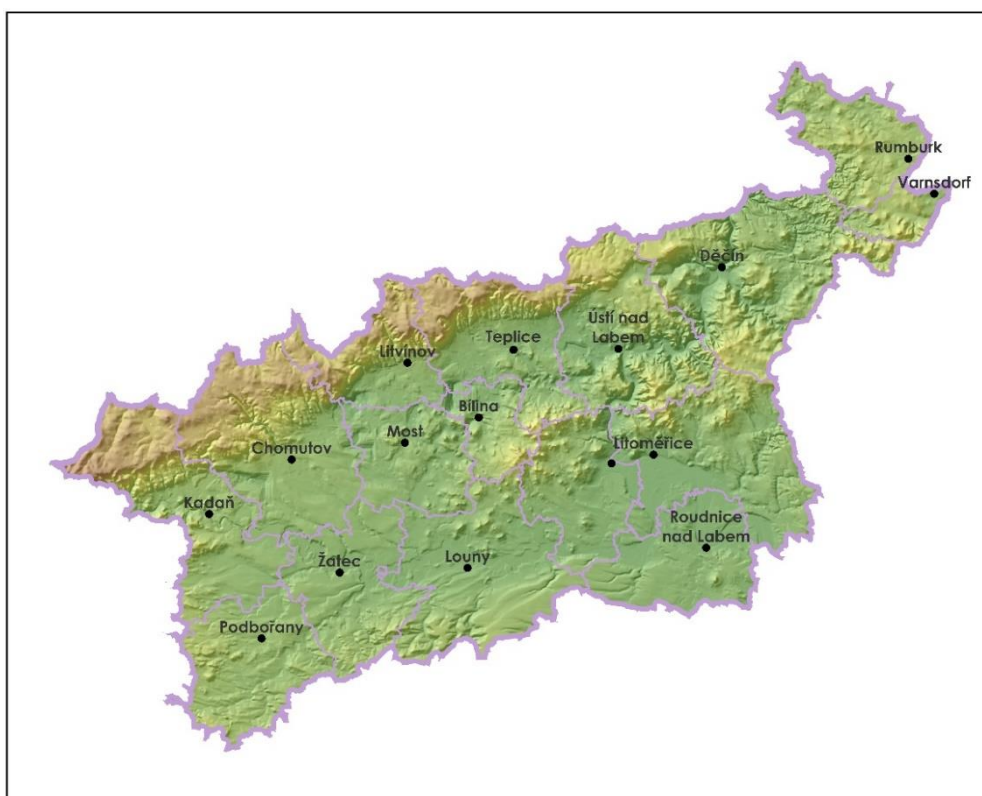 Rumburk
Varnsdorf
Děčín
Ústí nad
Labem
Teplice
Litvínov
Bílina
Most
Litoměřice
Chomutov
Kadaň
Roudnice
nad Labem
Louny
Žatec
Podbořany